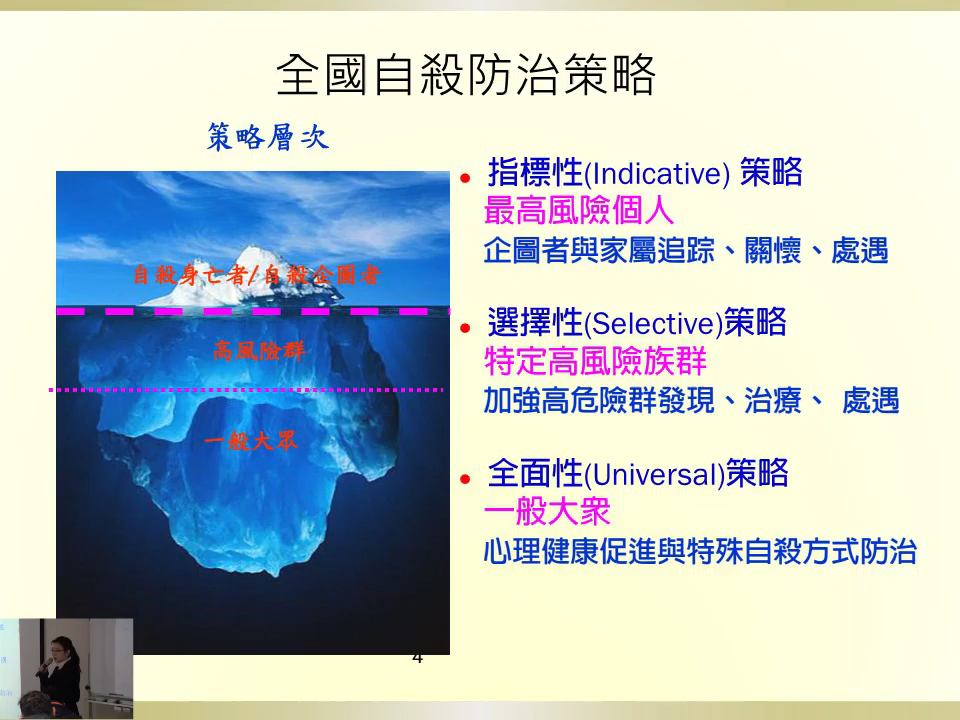 全國自殺防治策略
策略層次
自殺身亡者/自殺企圖者
高風險群
一般大眾
指標性(Indicative) 策略
最高風險個人
企圖者與家屬追踪、關懷、處遇
選擇性(Selective)策略
特定高風險族群
加強高危險群發現、治療、 處遇
全面性(Universal)策略
一般大眾
心理健康促進與特殊自殺方式防治
4